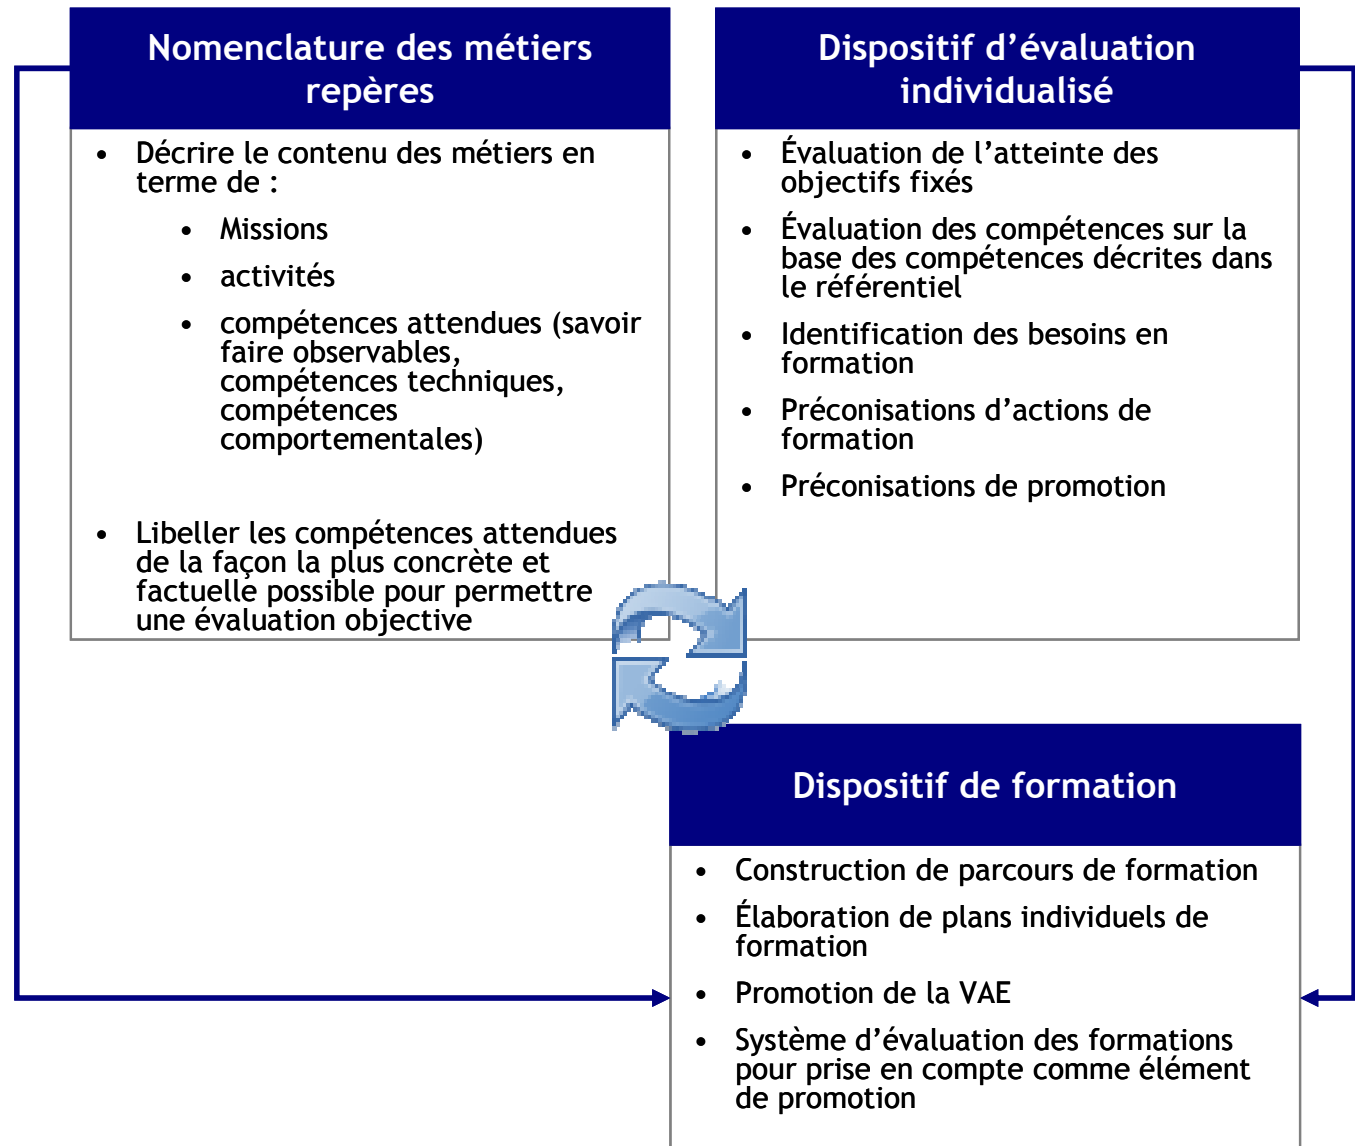 Nomenclature des métiers
repères
• Décrire le contenu des métiers en
terme de :
• Missions
• activités
• compétences attendues (savoir
faire observables,
compétences techniques,
compétences
comportementales)
• Libeller les compétences attendues
de la façon la plus concrète et
factuelle possible pour permettre
une évaluation objective
Dispositif d’évaluation
individualisé
• Évaluation de l’atteinte des
objectifs fixés
• Évaluation des compétences sur la
base des compétences décrites dans
le référentiel
• Identification des besoins en
formation
• Préconisations d’actions de
formation
• Préconisations de promotion
Dispositif de formation
• Construction de parcours de formation
• Élaboration de plans individuels de
formation
• Promotion de la VAE
• Système d’évaluation des formations
pour prise en compte comme élément
de promotion